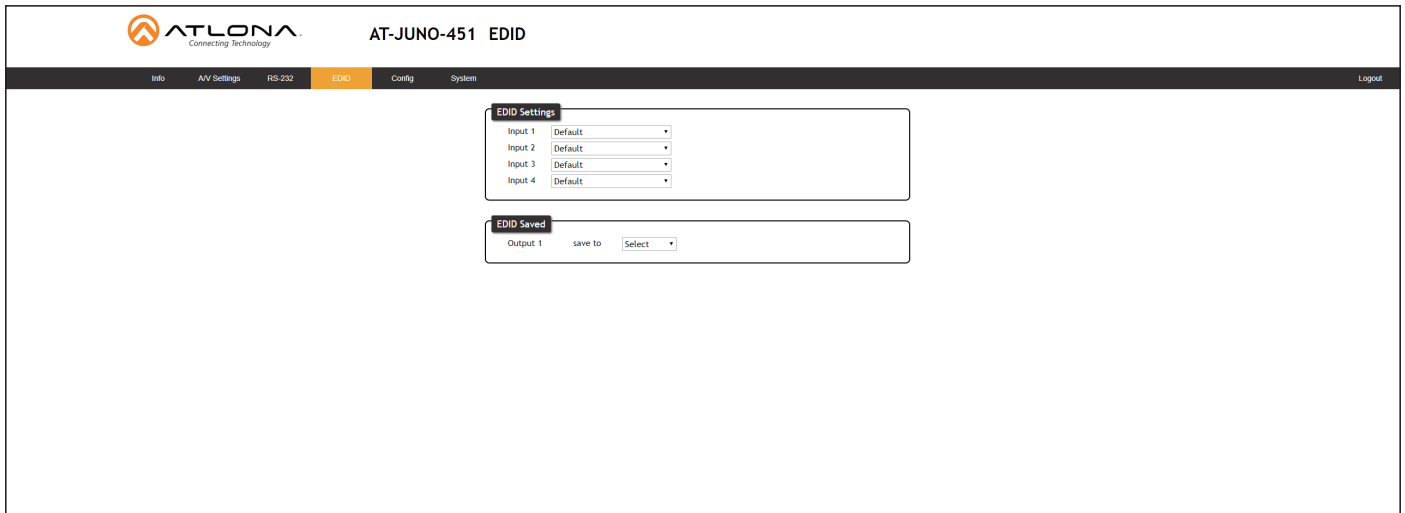 ATLONA.
Connecting Technology
AT-JUNO-451 EDID
Info A/V Settings RS-232 EDID Config System Logout
EDID Settings
Input 1 Default
Input 2 Default
Input 3 Default
Input 4 Default
EDID Saved
Output 1 save to Select